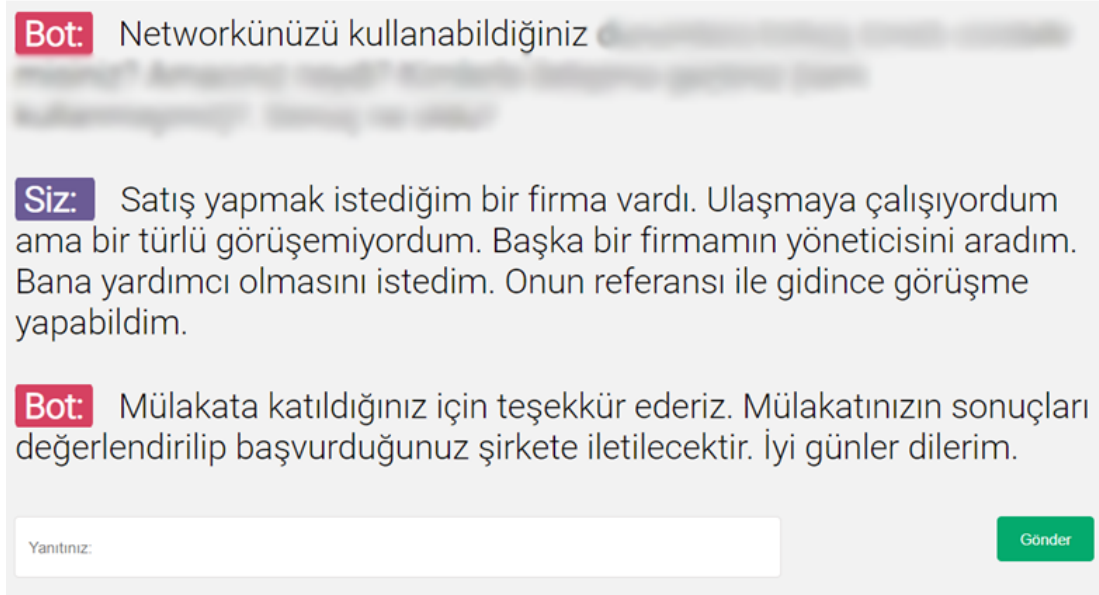 Bot: Networkünüzü kullanabildiğiniz
Siz: Satış yapmak istediğim bir firma vardı. Ulaşmaya çalışıyordum
ama bir türlü görüşemiyordum. Başka bir firmamın yöneticisini aradım.
Bana yardımcı olmasını istedim. Onun referansı ile gidince görüşme
yapabildim.
Bot: Mülakata katıldığınız için teşekkür ederiz. Mülakatınızın sonuçları
değerlendirilip başvurduğunuz şirkete iletilecektir. İyi günler dilerim.
Yanıtınız:
Gönder